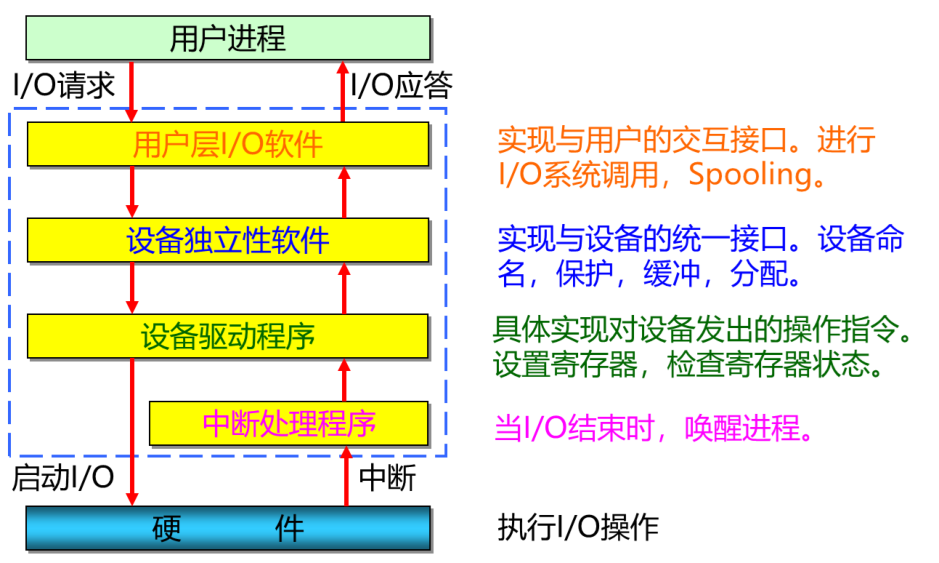 用户进程
I/O请求
I/O应答
用户层I/O软件
实现与用户的交互接口。进行
I/O系统调用，Spooling。
设备独立性软件
实现与设备的统一接口。设备命
名，保护，缓冲，分配。
设备驱动程序
具体实现对设备发出的操作指令。
设置寄存器，检查寄存器状态。
中断处理程序
当I/O结束时，唤醒进程。
启动I/O
中断
硬 件
执行I/O操作